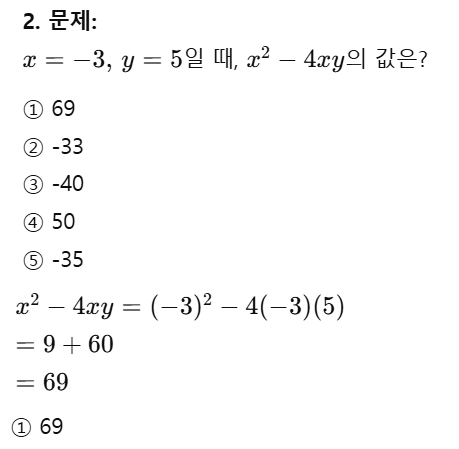 2. 문제:
x = −3, y = 5일 때, x² − 4xy의 값은?
① 69
② -33
③ -40
④ 50
⑤ -35
x² − 4xy = (−3)² − 4(−3)(5)
= 9 + 60
= 69
① 69